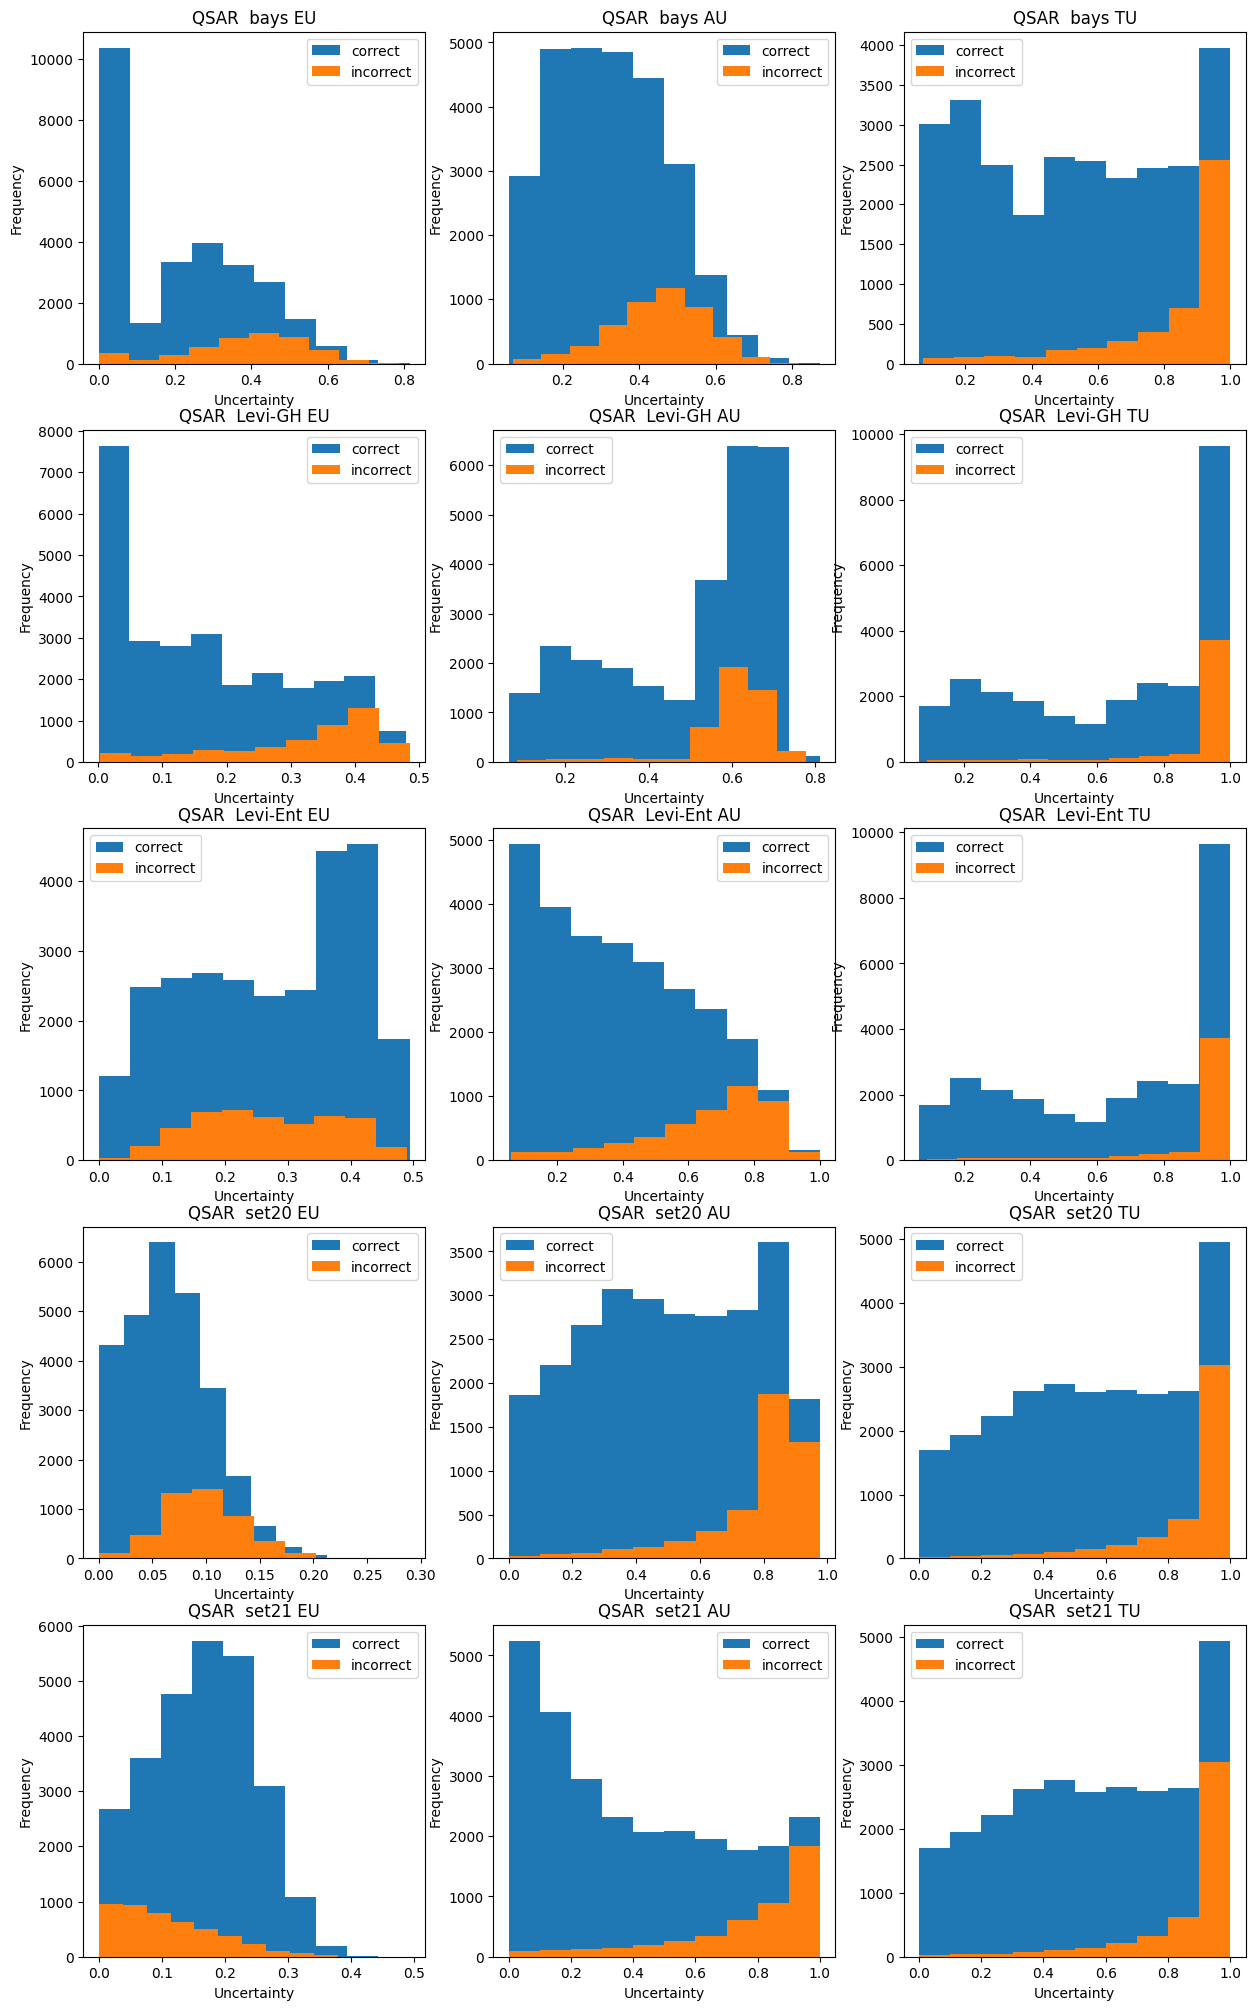 QSAR  bays EU
10000
8000
6000
4000
2000
0
Frequency
correct
incorrect
0.0 0.2 0.4 0.6 0.8
Uncertainty
QSAR  bays AU
5000
4000
3000
2000
1000
0
Frequency
correct
incorrect
0.2 0.4 0.6 0.8
Uncertainty
QSAR  bays TU
4000
3500
3000
2500
2000
1500
1000
500
0
Frequency
correct
incorrect
0.2 0.4 0.6 0.8 1.0
Uncertainty
QSAR  Levi-GH EU
8000
7000
6000
5000
4000
3000
2000
1000
0
Frequency
correct
incorrect
0.0 0.1 0.2 0.3 0.4 0.5
Uncertainty
QSAR  Levi-GH AU
6000
5000
4000
3000
2000
1000
0
Frequency
correct
incorrect
0.2 0.4 0.6 0.8
Uncertainty
QSAR  Levi-GH TU
10000
8000
6000
4000
2000
0
Frequency
correct
incorrect
0.2 0.4 0.6 0.8 1.0
Uncertainty
QSAR  Levi-Ent EU
4000
3000
2000
1000
0
Frequency
correct
incorrect
0.0 0.1 0.2 0.3 0.4 0.5
Uncertainty
QSAR  Levi-Ent AU
5000
4000
3000
2000
1000
0
Frequency
correct
incorrect
0.2 0.4 0.6 0.8 1.0
Uncertainty
QSAR  Levi-Ent TU
10000
8000
6000
4000
2000
0
Frequency
correct
incorrect
0.2 0.4 0.6 0.8 1.0
Uncertainty
QSAR  set20 EU
6000
5000
4000
3000
2000
1000
0
Frequency
correct
incorrect
0.00 0.05 0.10 0.15 0.20 0.25 0.30
Uncertainty
QSAR  set20 AU
3500
3000
2500
2000
1500
1000
500
0
Frequency
correct
incorrect
0.0 0.2 0.4 0.6 0.8 1.0
Uncertainty
QSAR  set20 TU
5000
4000
3000
2000
1000
0
Frequency
correct
incorrect
0.0 0.2 0.4 0.6 0.8 1.0
Uncertainty
QSAR  set21 EU
6000
5000
4000
3000
2000
1000
0
Frequency
correct
incorrect
0.0 0.1 0.2 0.3 0.4 0.5
Uncertainty
QSAR  set21 AU
5000
4000
3000
2000
1000
0
Frequency
correct
incorrect
0.0 0.2 0.4 0.6 0.8 1.0
Uncertainty
QSAR  set21 TU
5000
4000
3000
2000
1000
0
Frequency
correct
incorrect
0.0 0.2 0.4 0.6 0.8 1.0
Uncertainty